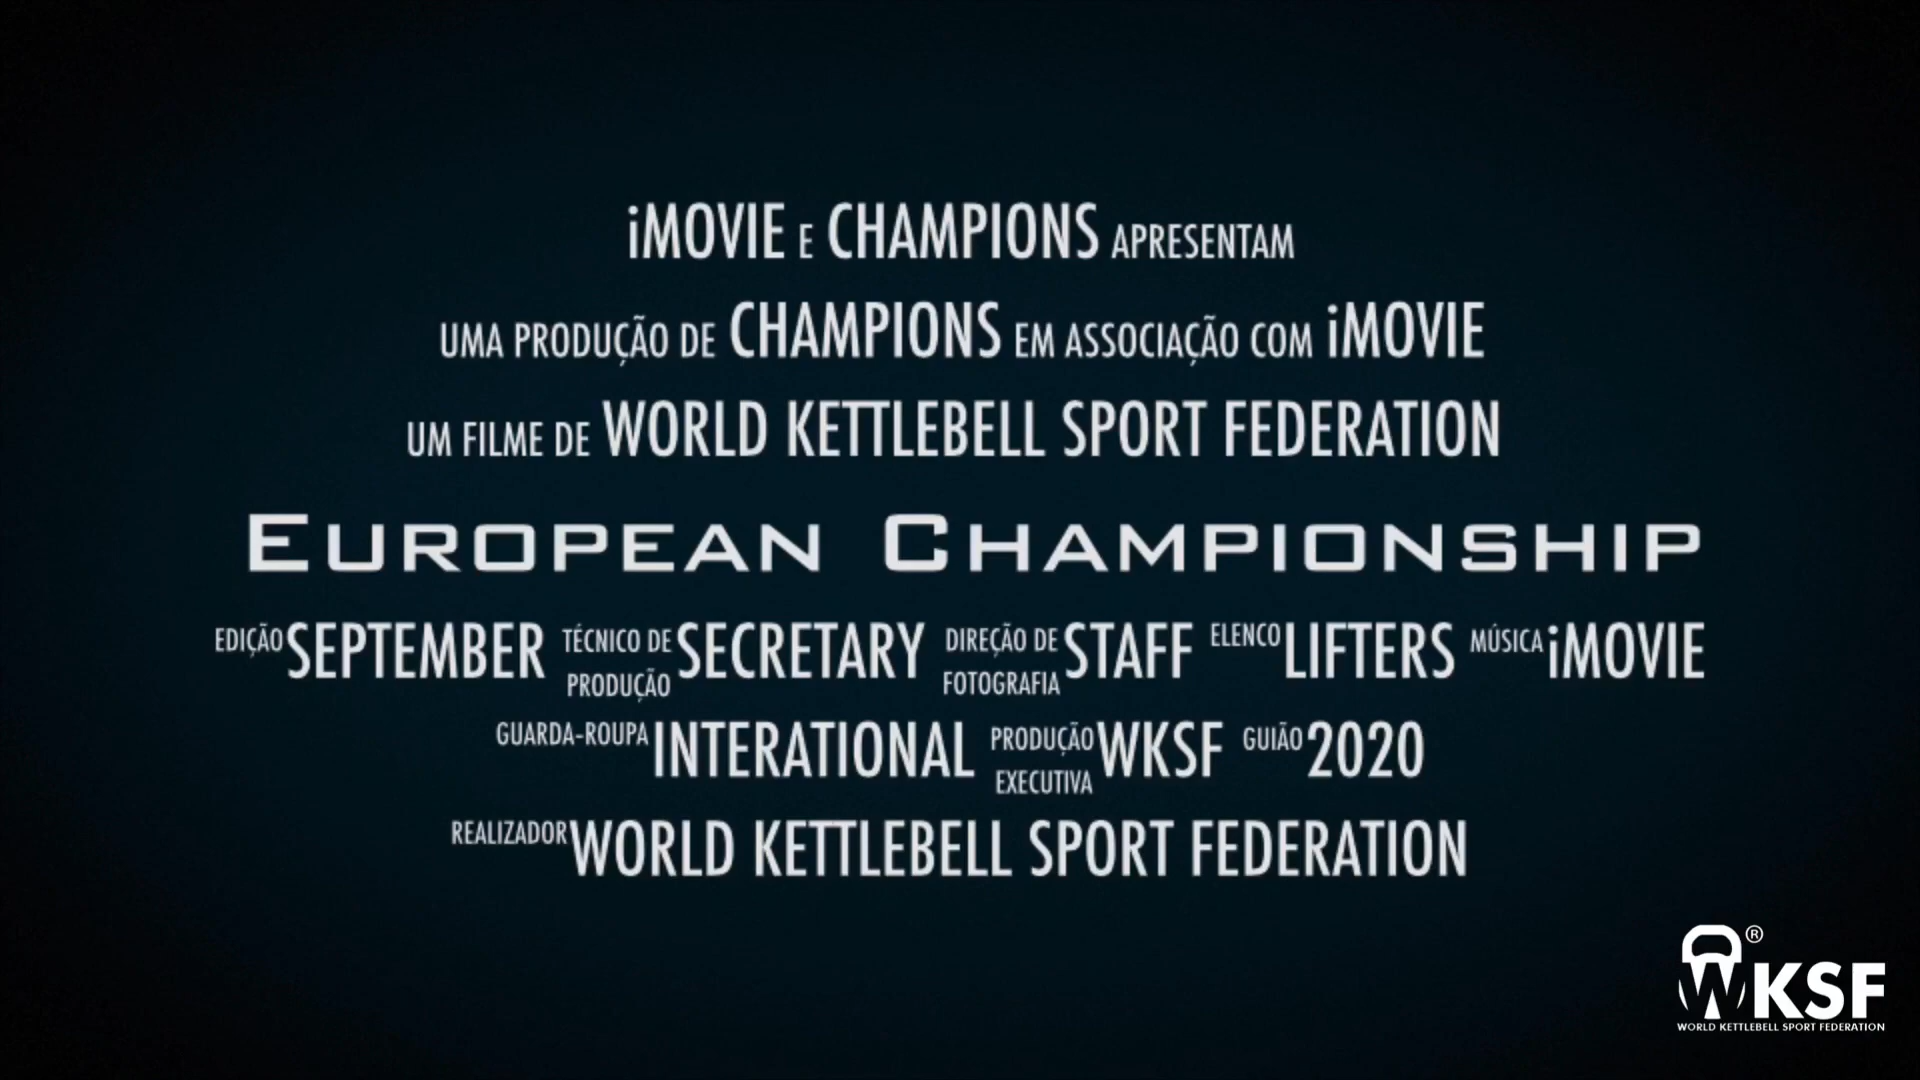 iMOVIE E CHAMPIONS APRESENTAM
UMA PRODUÇÃO DE CHAMPIONS EM ASSOCIAÇÃO COM iMOVIE
UM FILME DE WORLD KETTLEBELL SPORT FEDERATION
EUROPEAN CHAMPIONSHIP
EDIÇÃO SEPTEMBER TÉCNICO DE PRODUÇÃO SECRETARY DIREÇÃO DE FOTOGRAFIA STAFF ELENCO LIFTERS MÚSICA iMOVIE
GUARDA-ROUPA INTERATIONAL PRODUÇÃO EXECUTIVA WKSF GUIÃO 2020
REALIZADOR WORLD KETTLEBELL SPORT FEDERATION
WKSF®
WORLD KETTLEBELL SPORT FEDERATION